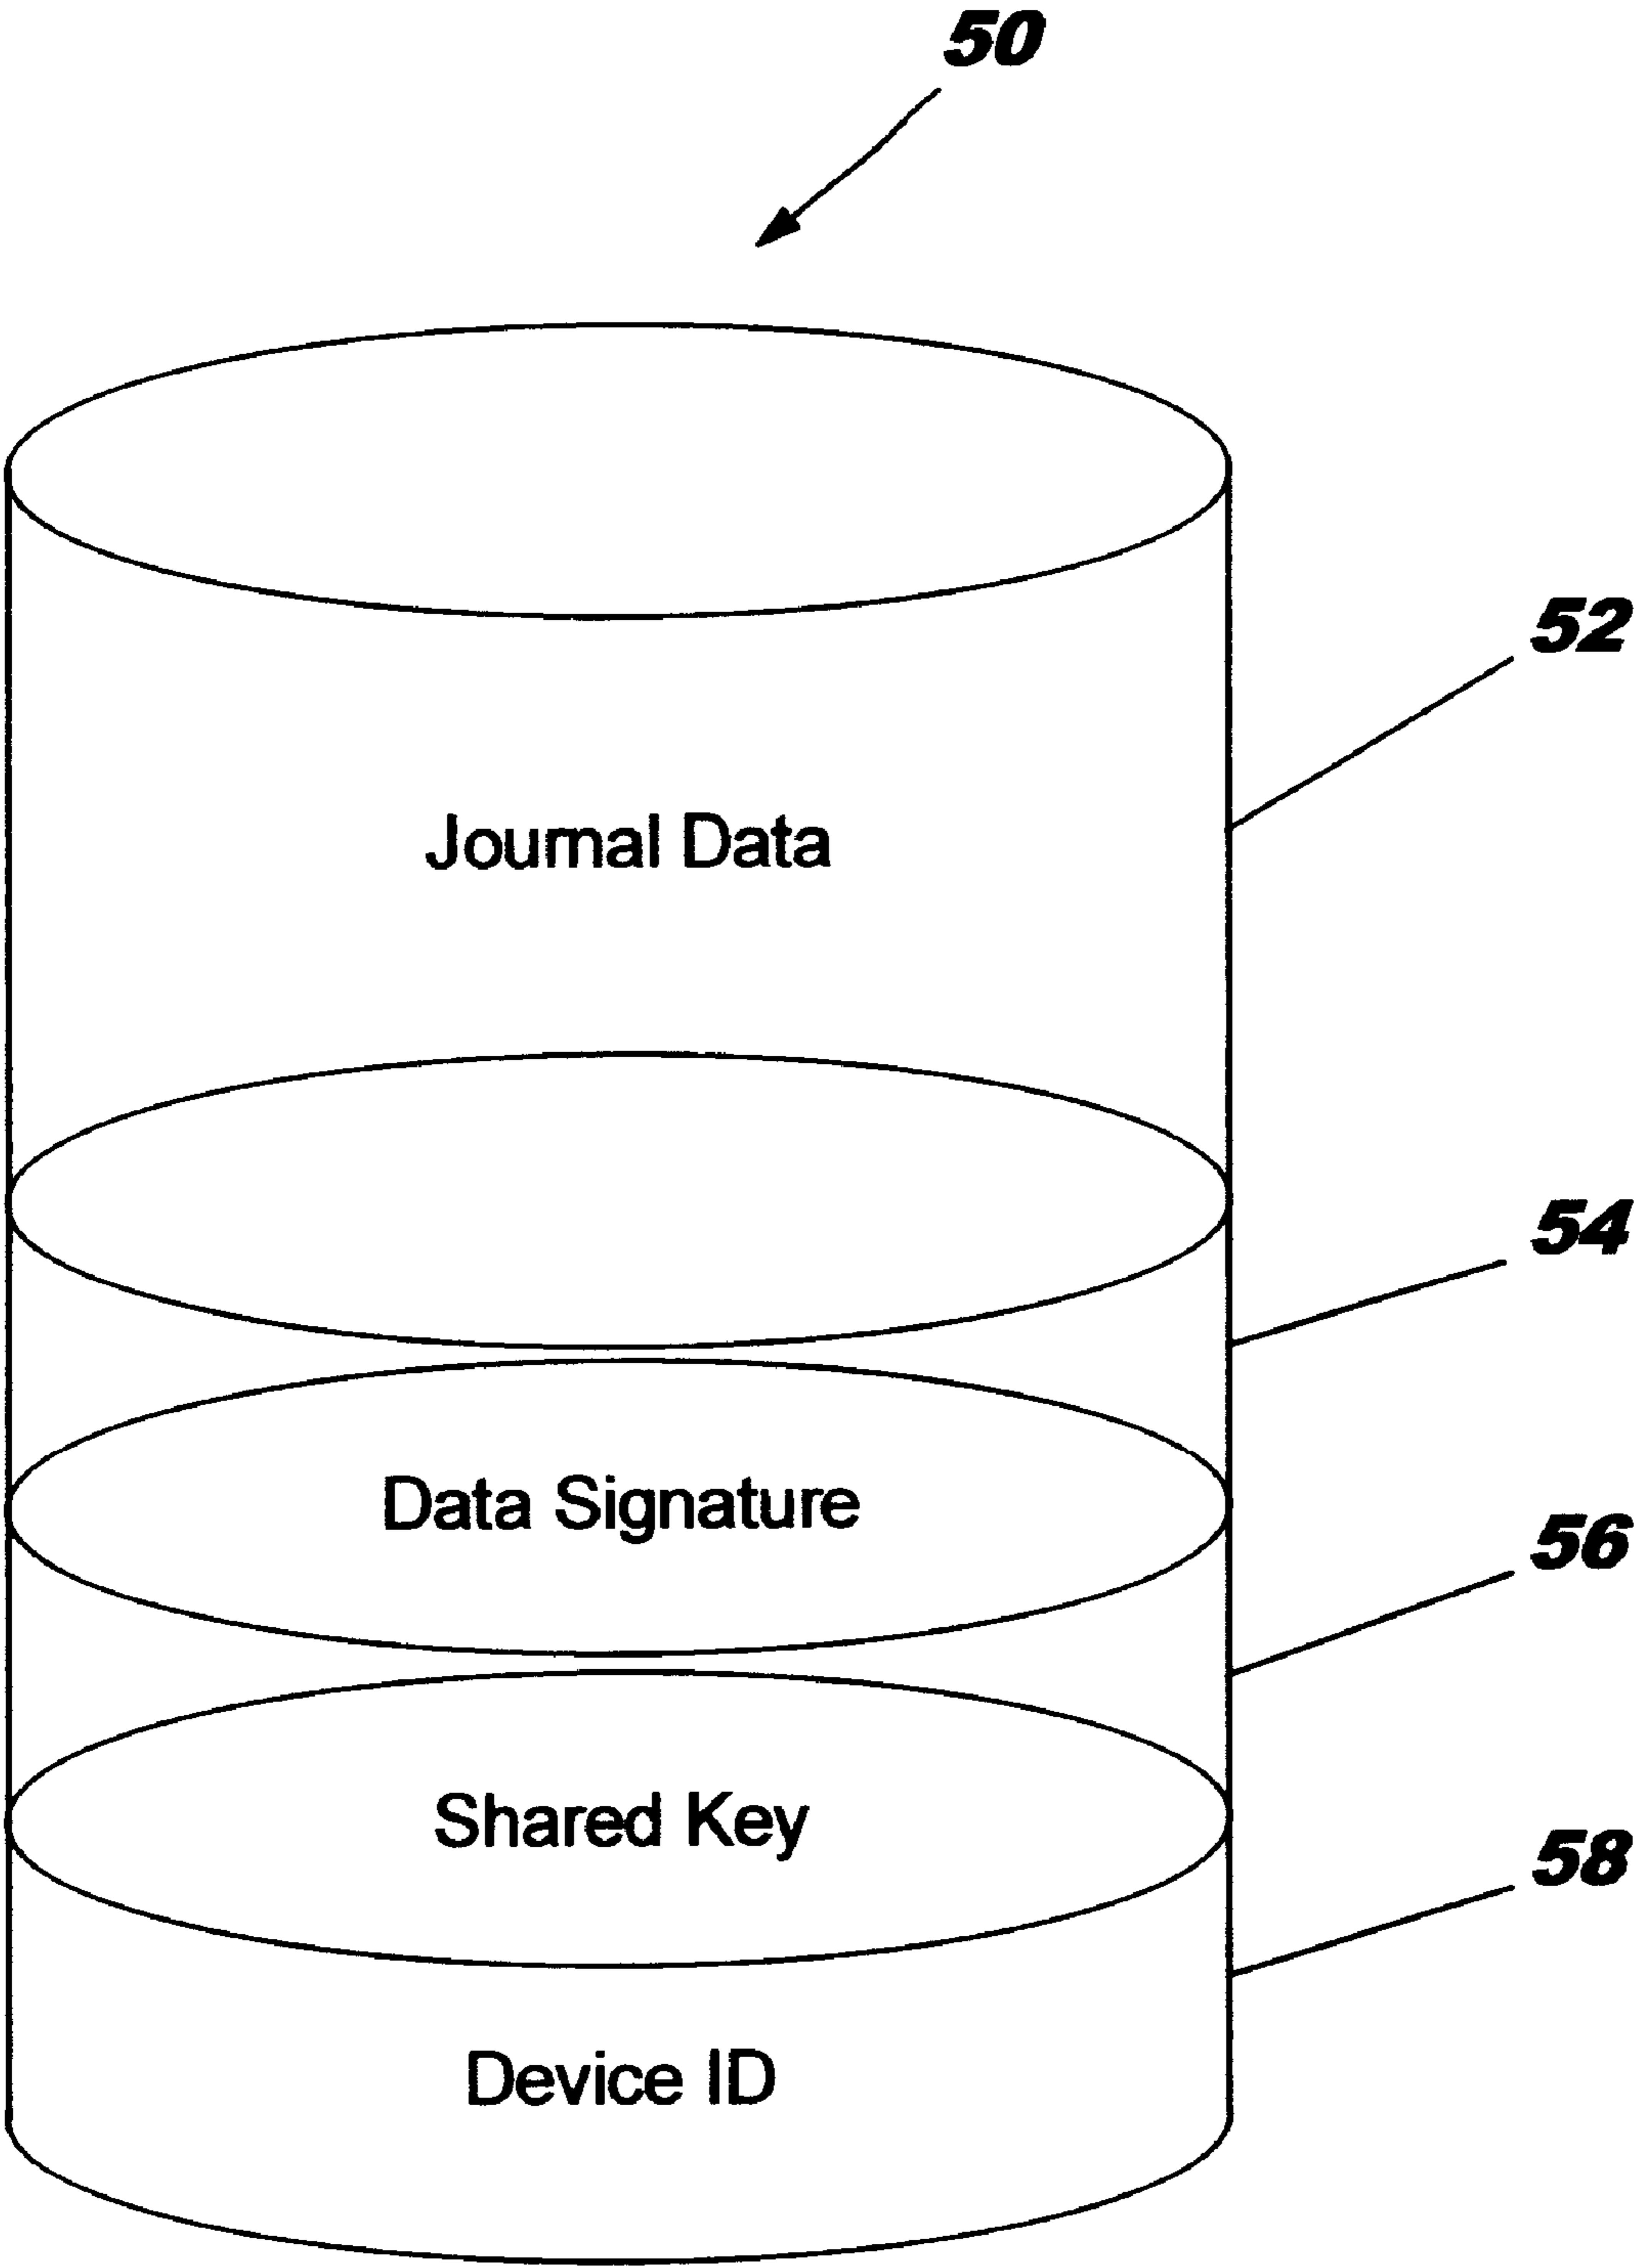 50
52
Journal Data
54
Data Signature
56
Shared Key
58
Device ID